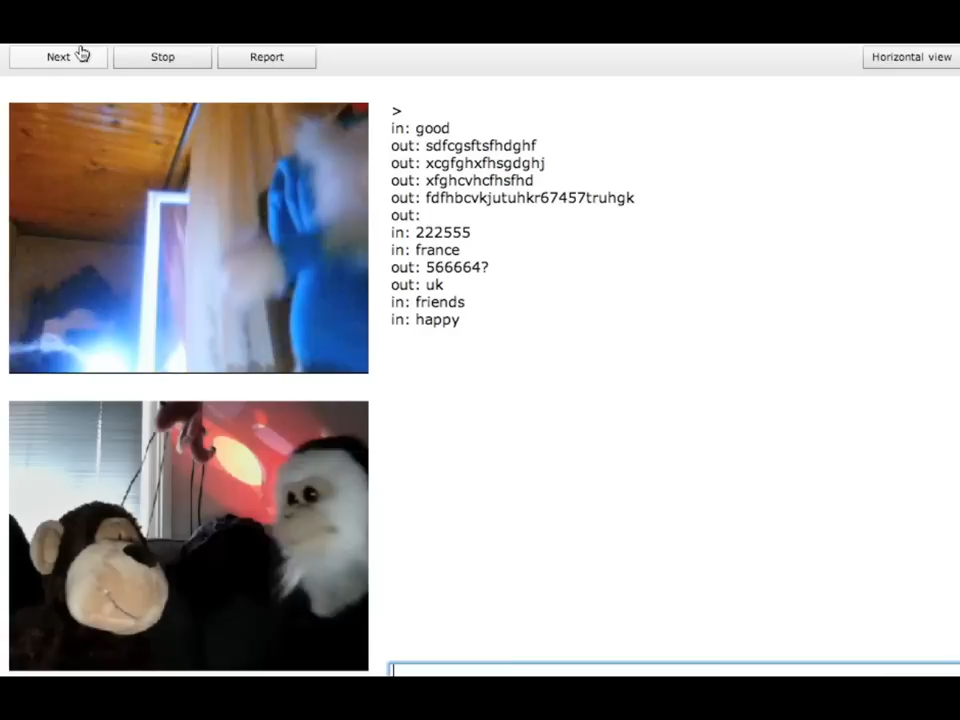 Next Stop Report Horizontal view
>
in: good
out: sdfcgsftsfhdghf
out: xcgfghxfhsgdghj
out: xfghcvhcfhsfhd
out: fdfhbcvkjutuhkr67457truhgk
out:
in: 222555
in: france
out: 566664?
out: uk
in: friends
in: happy